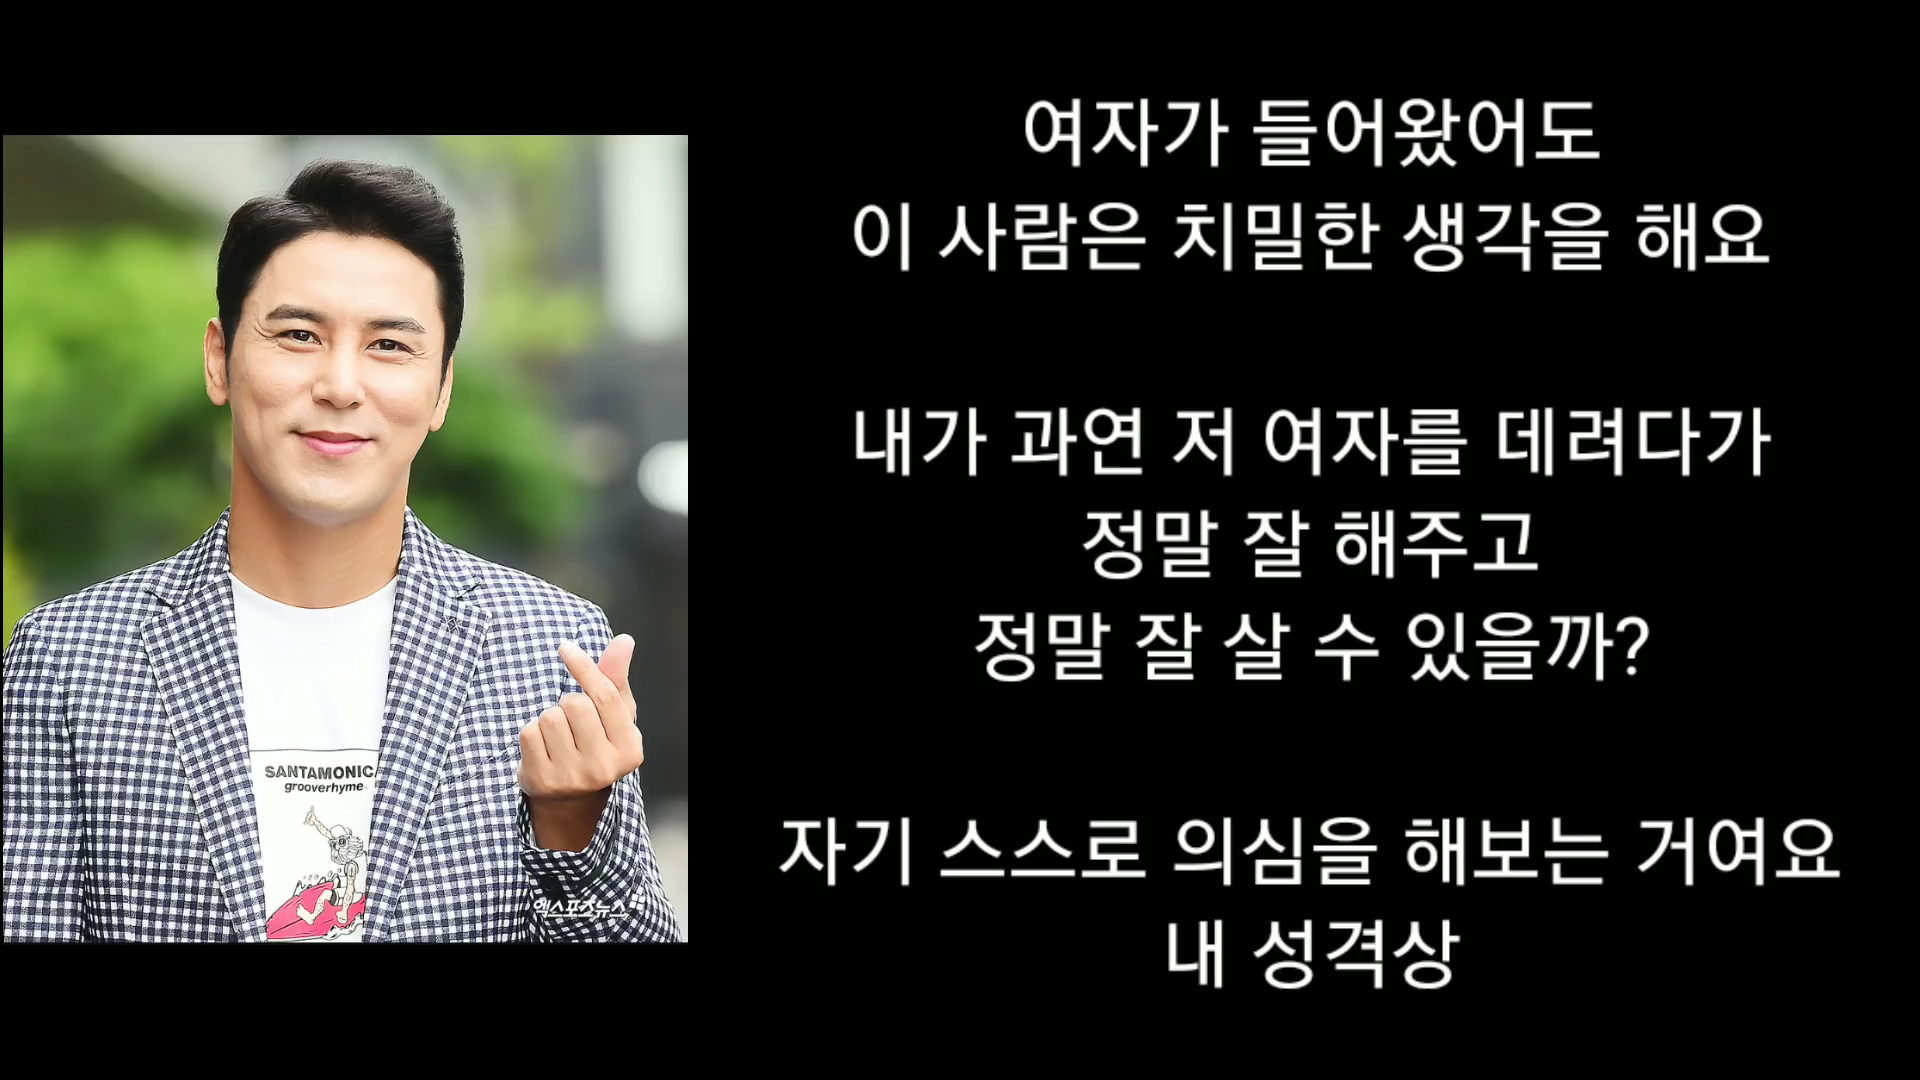 여자가 들어왔어도
이 사람은 치밀한 생각을 해요
내가 과연 저 여자를 데려다가
정말 잘 해주고
정말 잘 살 수 있을까?
자기 스스로 의심을 해보는 거여요
내 성격상
SANTAMONICA
grooverhyme
엑스포츠뉴스